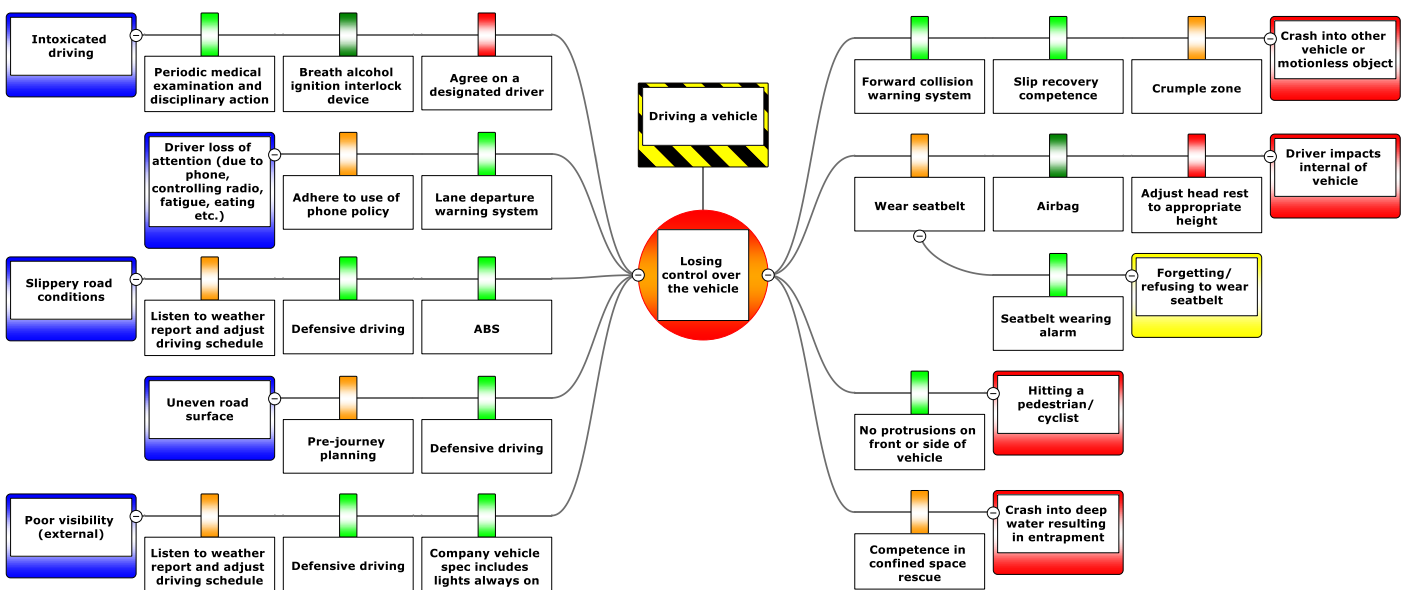 Intoxicated
driving
Periodic medical
examination and
disciplinary action
Breath alcohol
ignition interlock
device
Agree on a
designated driver
Driver loss of
attention (due to
phone,
controlling radio,
fatigue, eating
etc.)
Adhere to use of
phone policy
Lane departure
warning system
Slippery road
conditions
Listen to weather
report and adjust
driving schedule
Defensive driving
ABS
Uneven road
surface
Pre-journey
planning
Defensive driving
Poor visibility
(external)
Listen to weather
report and adjust
driving schedule
Defensive driving
Company vehicle
spec includes
lights always on
Driving a vehicle
Losing
control over
the vehicle
Forward collision
warning system
Slip recovery
competence
Crumple zone
Crash into other
vehicle or
motionless object
Wear seatbelt
Airbag
Adjust head rest
to appropriate
height
Driver impacts
internal of
vehicle
Seatbelt wearing
alarm
Forgetting/
refusing to wear
seatbelt
No protrusions on
front or side of
vehicle
Hitting a
pedestrian/
cyclist
Competence in
confined space
rescue
Crash into deep
water resulting
in entrapment